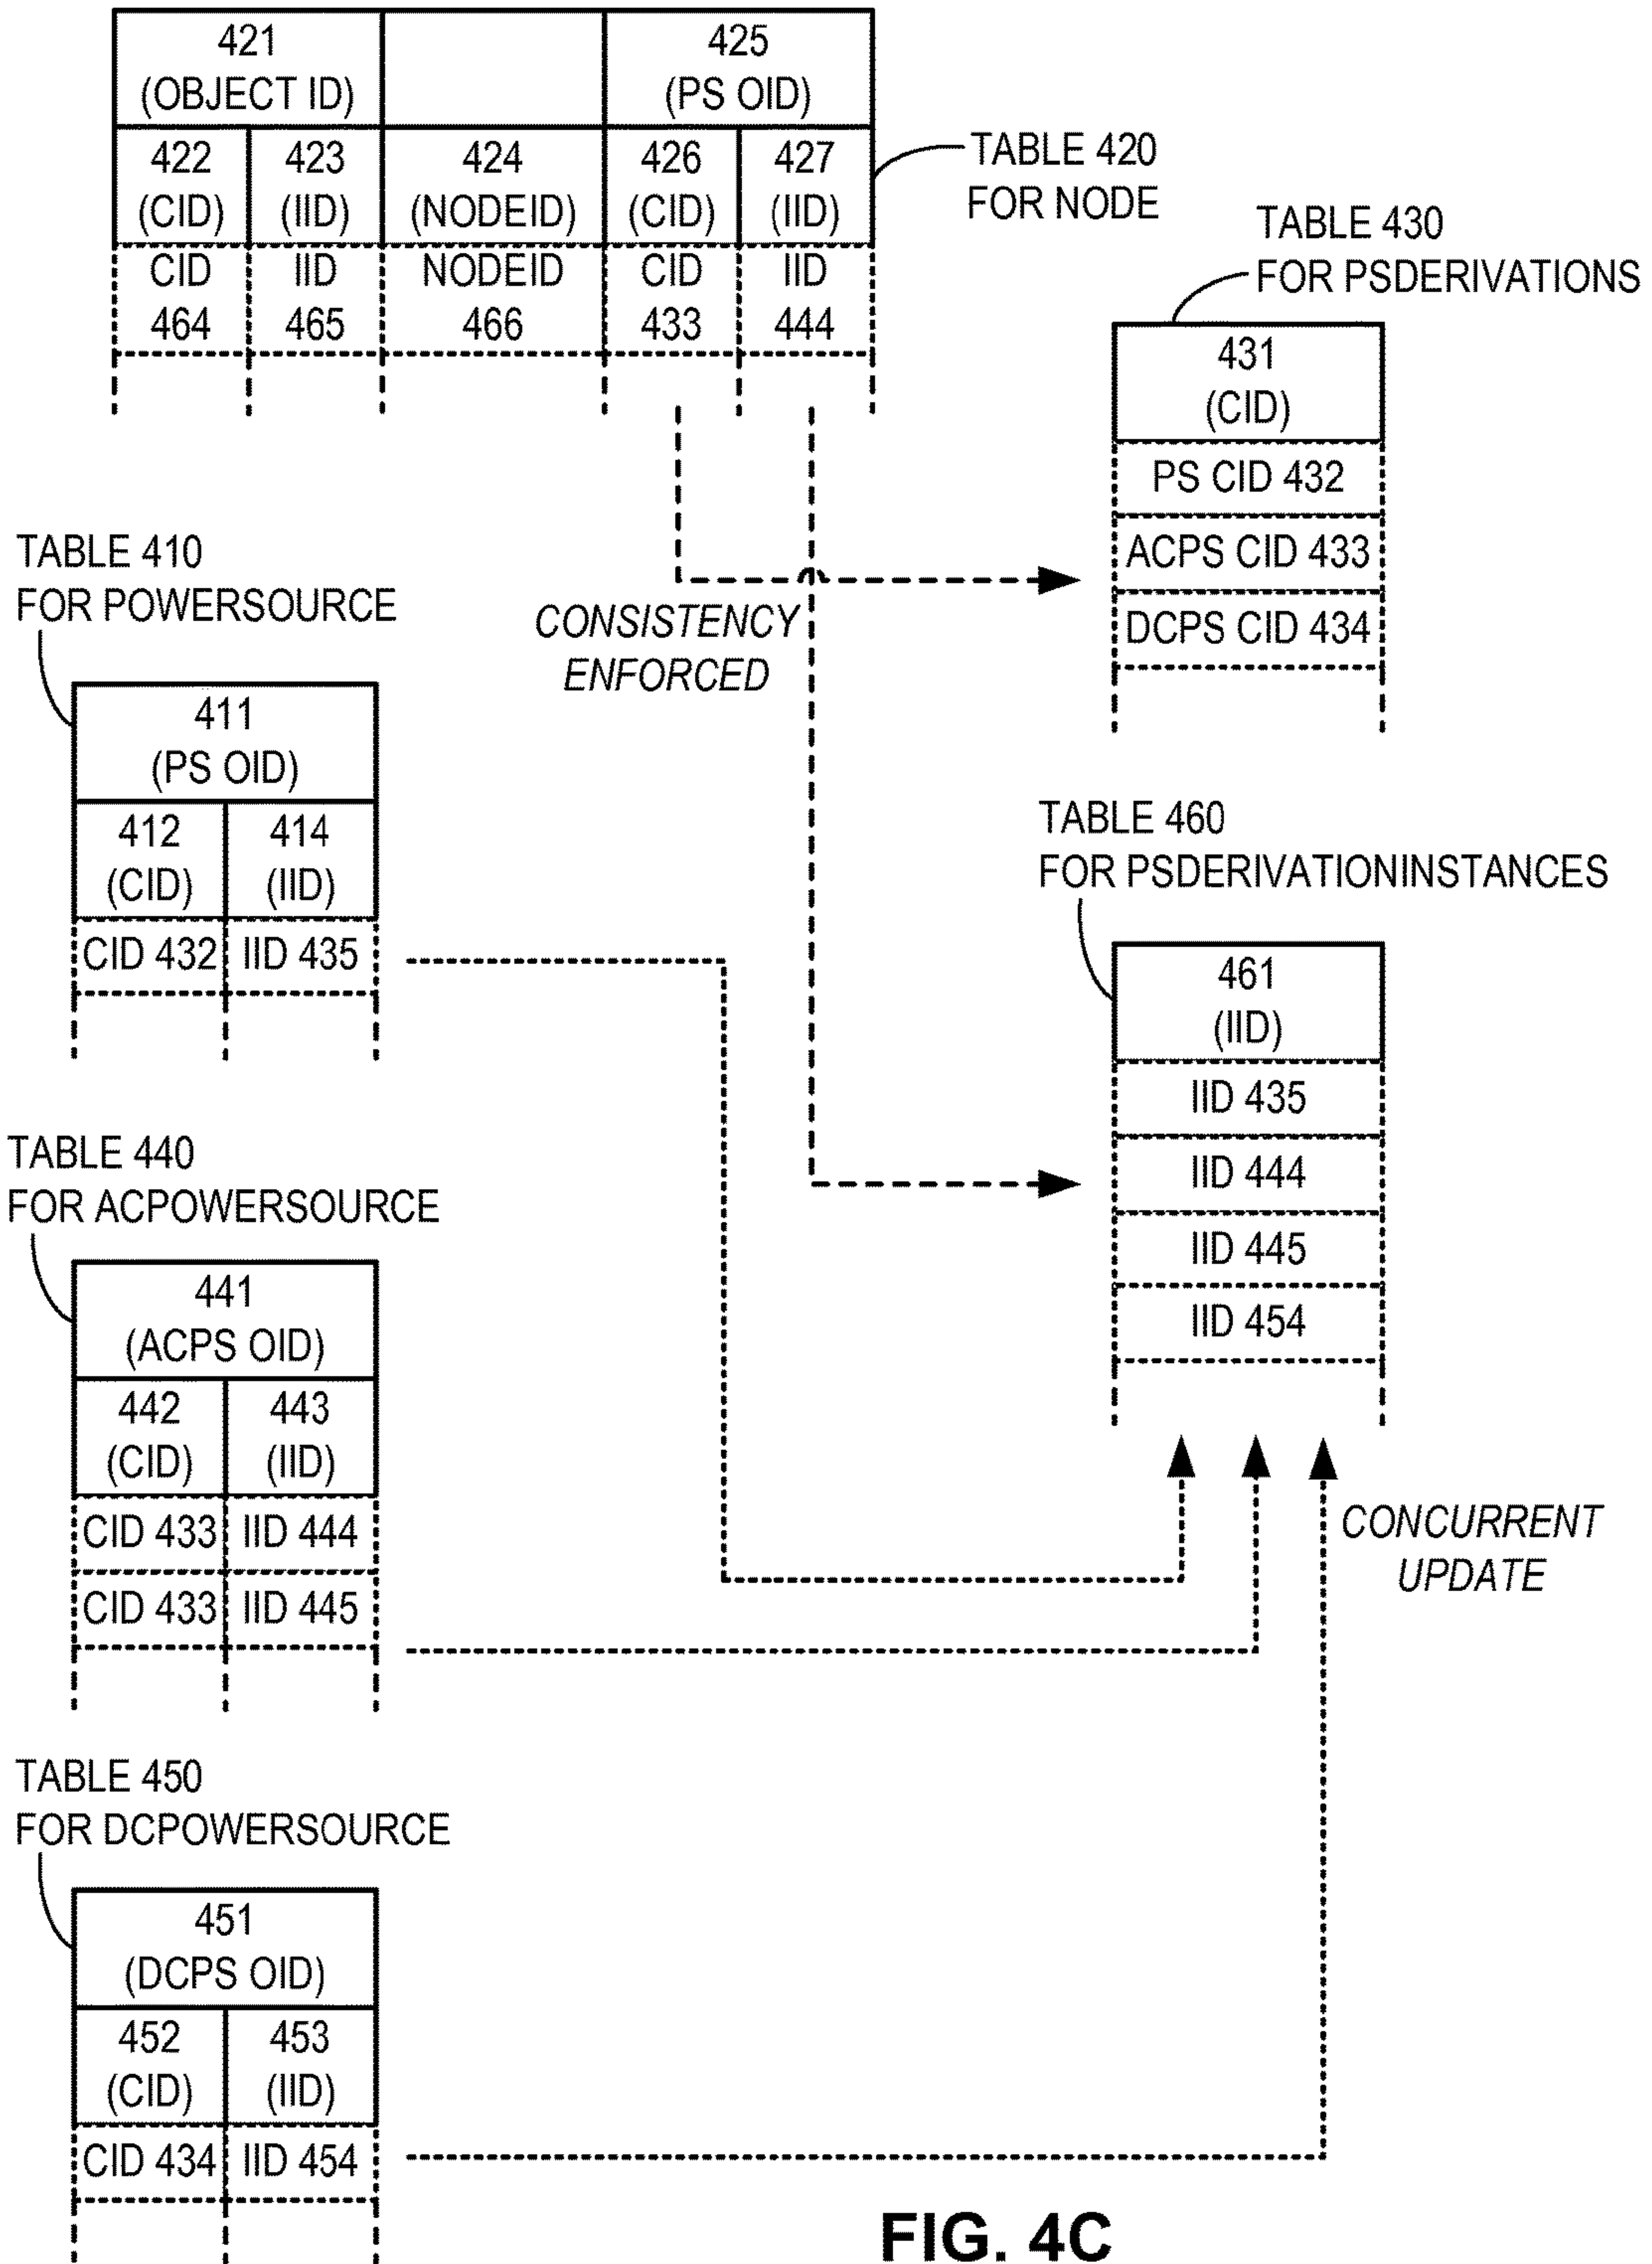 421
(OBJECT ID)
425
(PS OID)
422
(CID)
423
(IID)
424
(NODEID)
426
(CID)
427
(IID)
CID
464
IID
465
NODEID
466
CID
433
IID
444
TABLE 420
FOR NODE
TABLE 430
FOR PSDERIVATIONS
431
(CID)
PS CID 432
ACPS CID 433
DCPS CID 434
CONSISTENCY
ENFORCED
TABLE 410
FOR POWERSOURCE
411
(PS OID)
412
(CID)
414
(IID)
CID 432
IID 435
TABLE 460
FOR PSDERIVATIONINSTANCES
461
(IID)
IID 435
IID 444
IID 445
IID 454
TABLE 440
FOR ACPOWERSOURCE
441
(ACPS OID)
442
(CID)
443
(IID)
CID 433
IID 444
CID 433
IID 445
CONCURRENT
UPDATE
TABLE 450
FOR DCPOWERSOURCE
451
(DCPS OID)
452
(CID)
453
(IID)
CID 434
IID 454
FIG. 4C